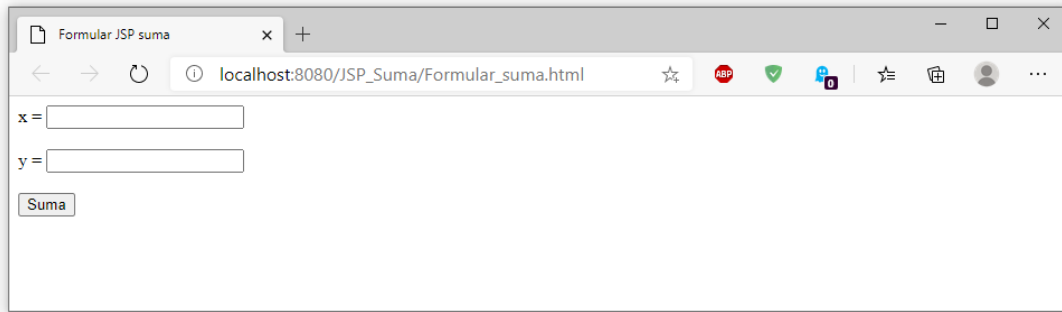 Formular JSP suma
localhost:8080/JSP_Suma/Formular_suma.html
ABP
0
x =
y =
Suma